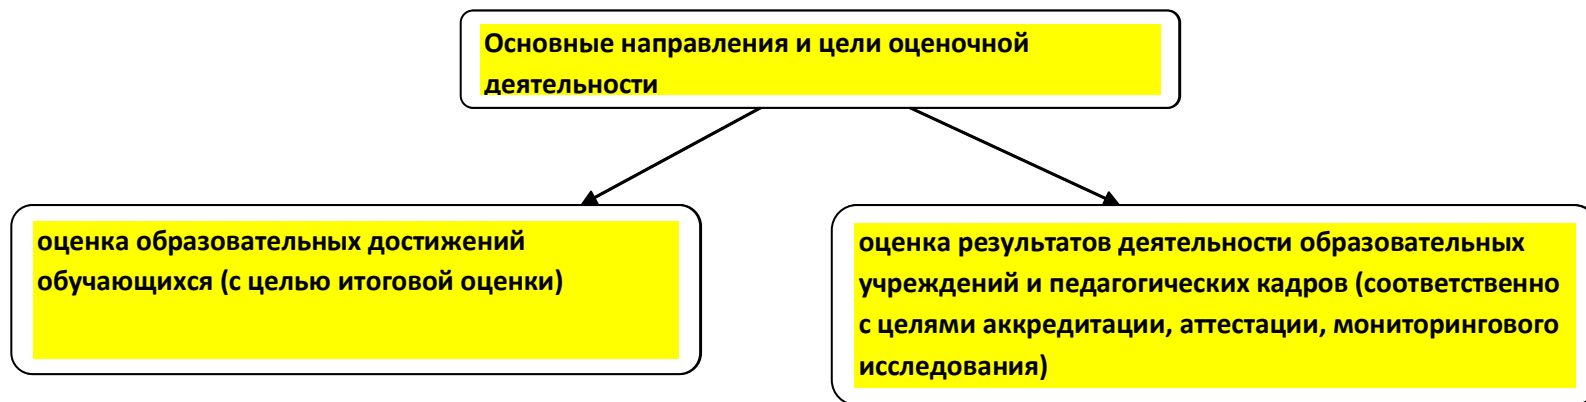 Основные направления и цели оценочной
деятельности
оценка образовательных достижений
обучающихся (с целью итоговой оценки)
оценка результатов деятельности образовательных
учреждений и педагогических кадров (соответственно
с целями аккредитации, аттестации, мониторингового
исследования)